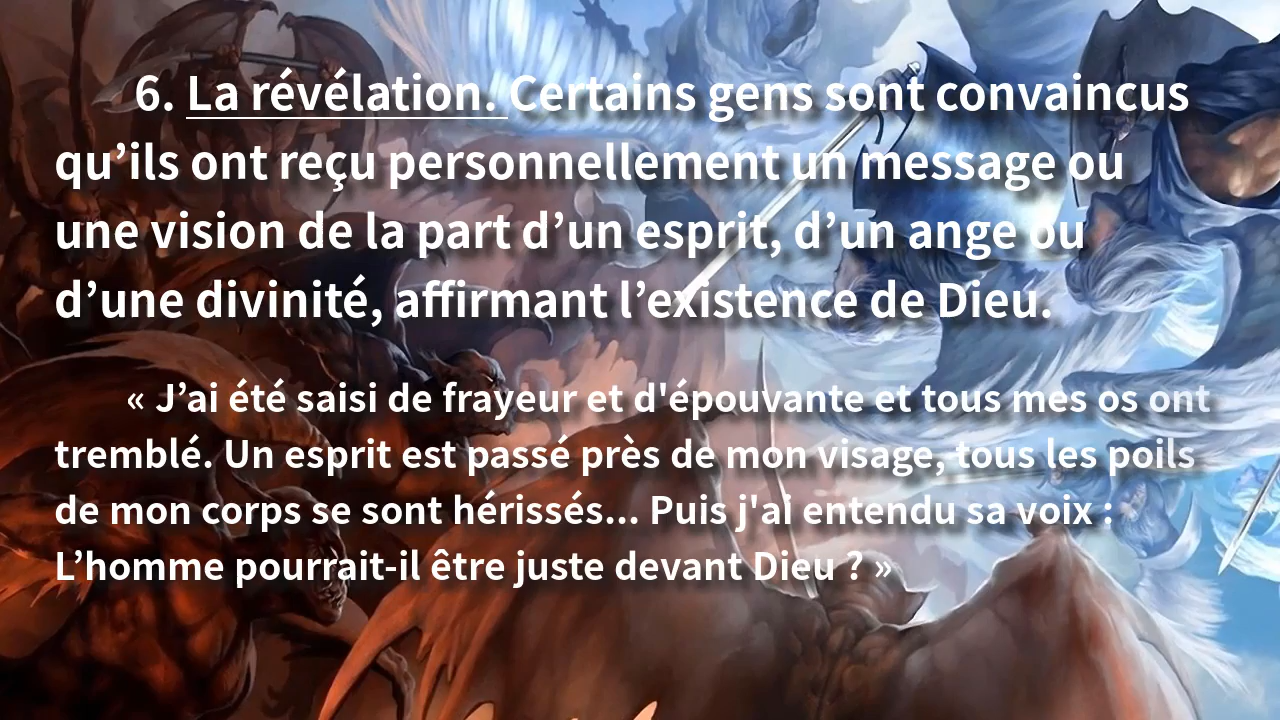 6. La révélation. Certains gens sont convaincus
qu’ils ont reçu personnellement un message ou
une vision de la part d’un esprit, d’un ange ou
d’une divinité, affirmant l’existence de Dieu.
« J’ai été saisi de frayeur et d'épouvante et tous mes os ont
tremblé. Un esprit est passé près de mon visage, tous les poils
de mon corps se sont hérissés... Puis j'ai entendu sa voix :
L’homme pourrait-il être juste devant Dieu ? »